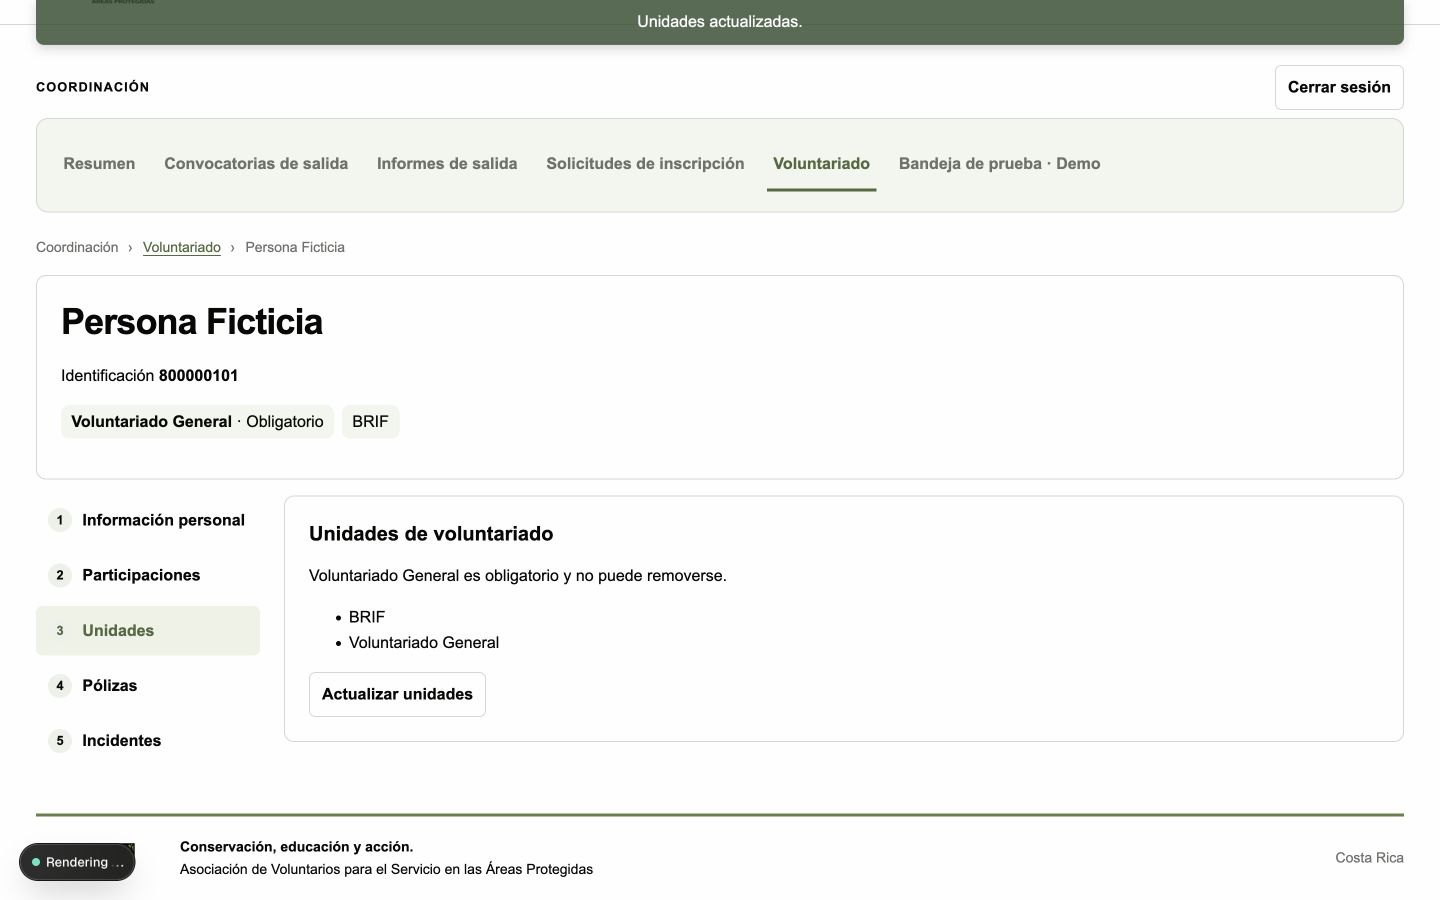 ÁREAS PROTEGIDAS
Unidades actualizadas.
COORDINACIÓN
Cerrar sesión
Resumen
Convocatorias de salida
Informes de salida
Solicitudes de inscripción
Voluntariado
Bandeja de prueba · Demo
Coordinación › Voluntariado › Persona Ficticia
Persona Ficticia
Identificación 800000101
Voluntariado General · Obligatorio
BRIF
1 Información personal
2 Participaciones
3 Unidades
4 Pólizas
5 Incidentes
Unidades de voluntariado
Voluntariado General es obligatorio y no puede removerse.
• BRIF
• Voluntariado General
Actualizar unidades
Rendering ...
Conservación, educación y acción.
Asociación de Voluntarios para el Servicio en las Áreas Protegidas
Costa Rica